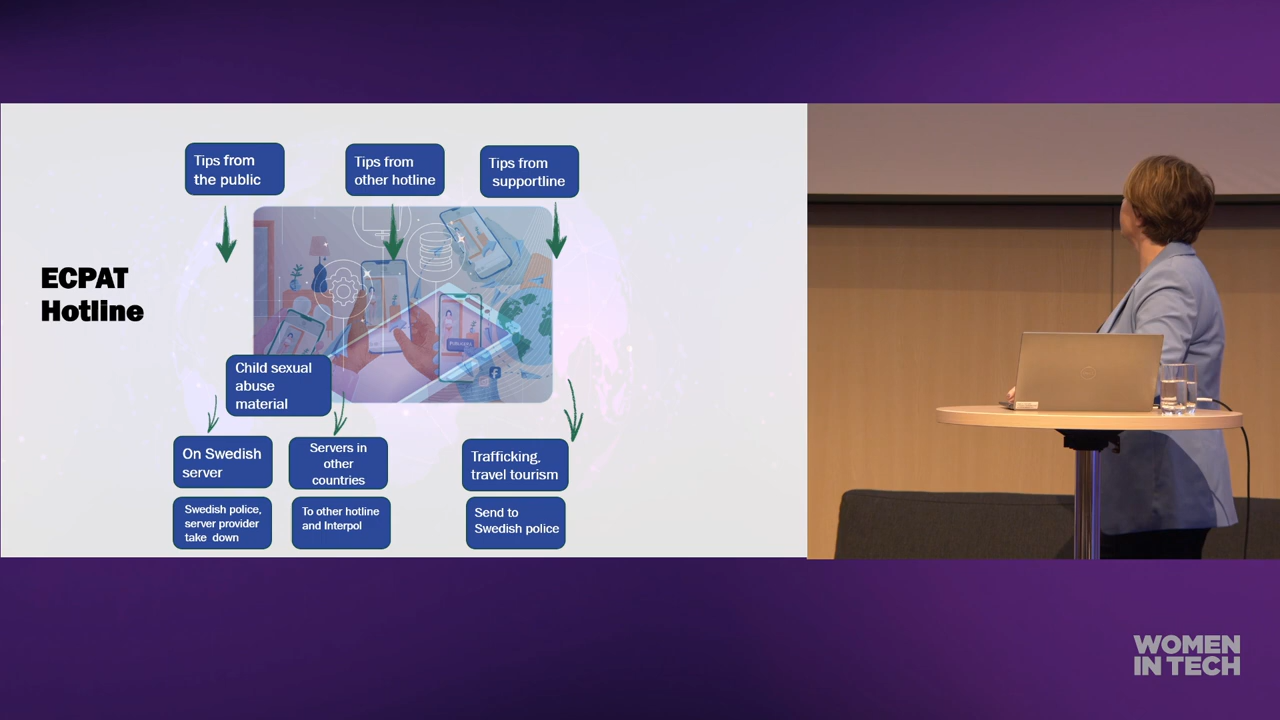 Tips from
the public
Tips from
other hotline
Tips from
supportline
ECPAT
Hotline
Child sexual
abuse
material
On Swedish
server
Servers in
other
countries
Trafficking,
travel tourism
Swedish police,
server provider
take down
To other hotline
and Interpol
Send to
Swedish police
WOMEN
IN TECH